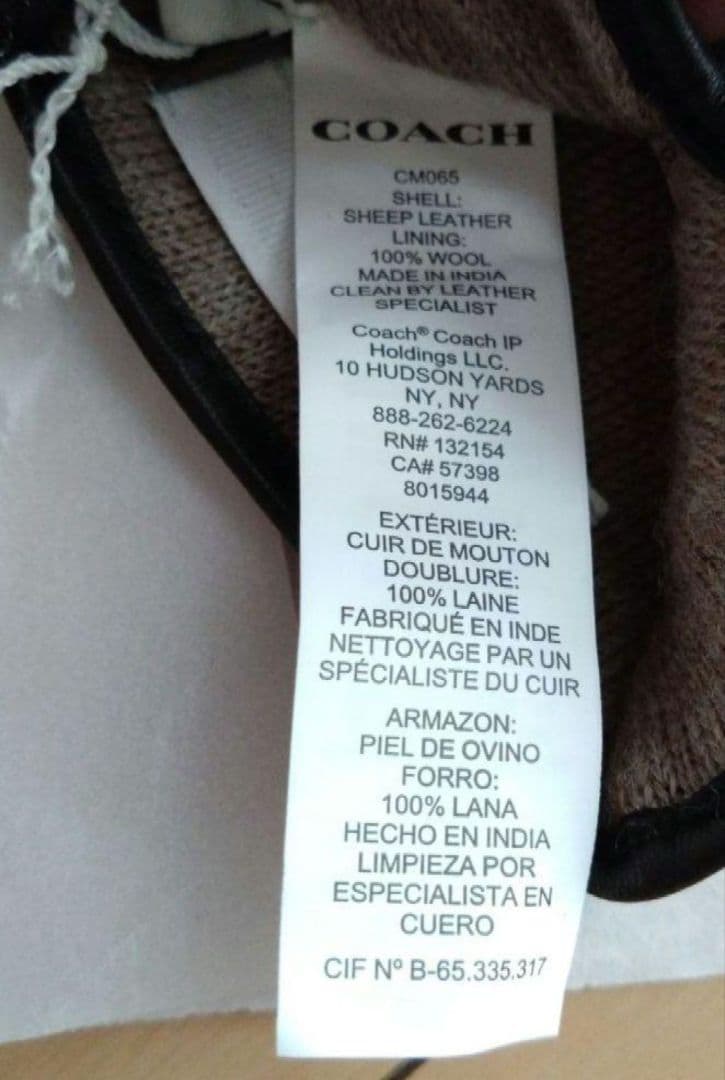 COACH
CM065
SHELL:
SHEEP LEATHER
LINING:
100% WOOL
MADE IN INDIA
CLEAN BY LEATHER
SPECIALIST
Coach® Coach IP
Holdings LLC.
10 HUDSON YARDS
NY, NY
888-262-6224
RN# 132154
CA# 57398
8015944
EXTÉRIEUR:
CUIR DE MOUTON
DOUBLURE:
100% LAINE
FABRIQUÉ EN INDE
NETTOYAGE PAR UN
SPÉCIALISTE DU CUIR
ARMAZON:
PIEL DE OVINO
FORRO:
100% LANA
HECHO EN INDIA
LIMPIEZA POR
ESPECIALISTA EN
CUERO
CIF Nº B-65.335.317